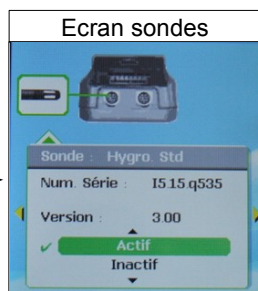 Ecran sondes
Sonde : Hygro. Std
Num. Série : I5.15.q535
Version : 3.00
Actif
Inactif